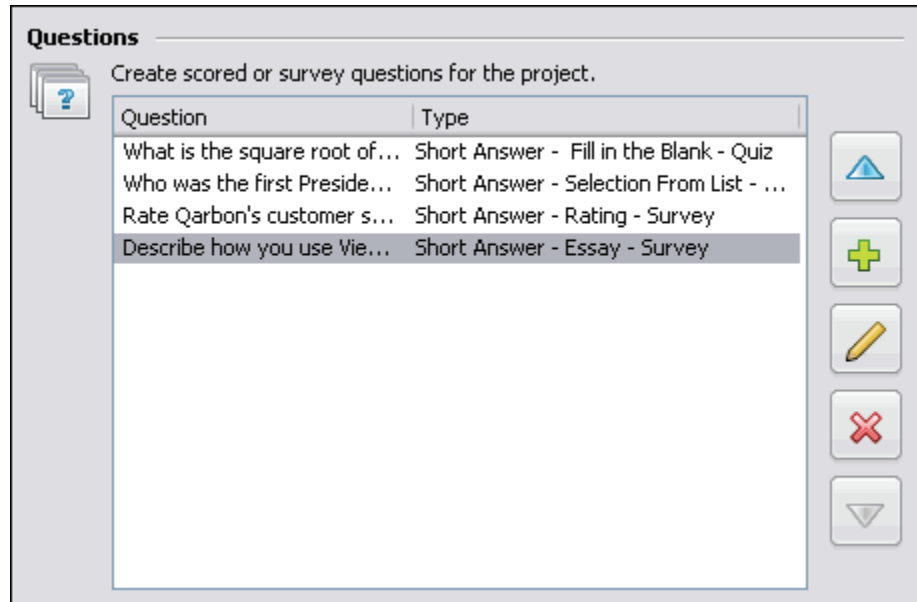 Questions
Create scored or survey questions for the project.
Question Type
What is the square root of... Short Answer - Fill in the Blank - Quiz
Who was the first Preside... Short Answer - Selection From List - ...
Rate Qarbon's customer s... Short Answer - Rating - Survey
Describe how you use Vie... Short Answer - Essay - Survey